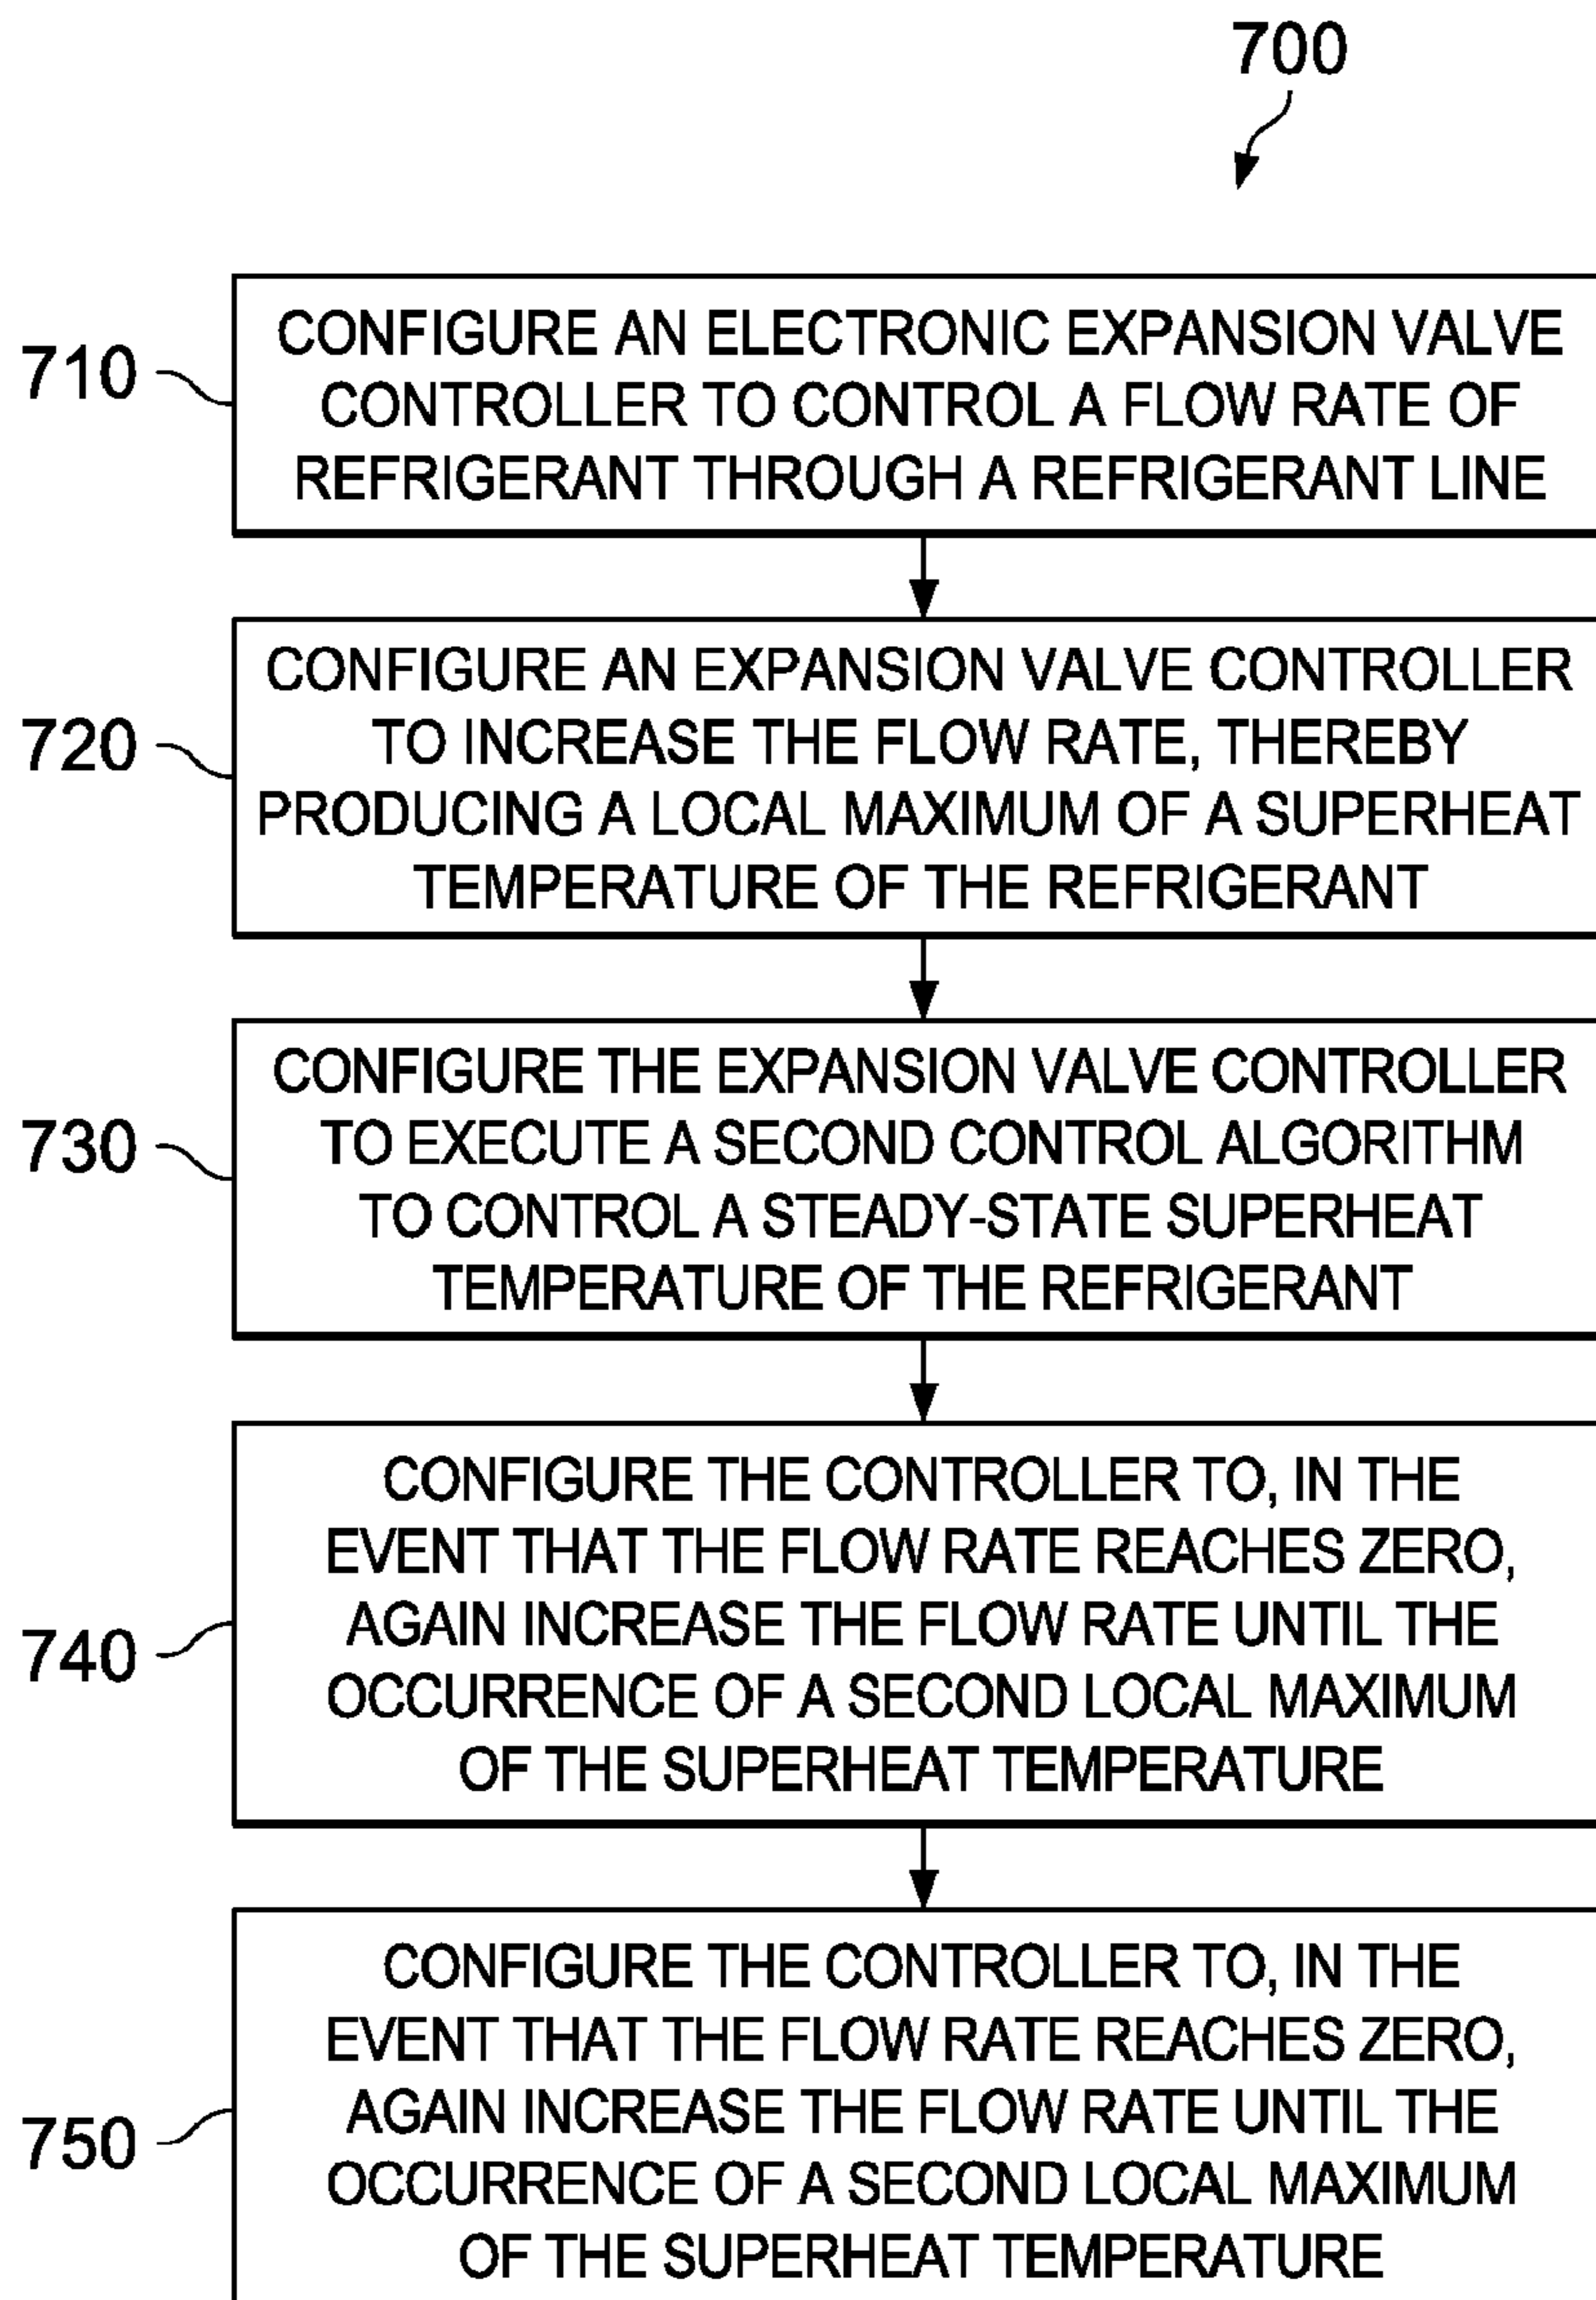 700
710
CONFIGURE AN ELECTRONIC EXPANSION VALVE
CONTROLLER TO CONTROL A FLOW RATE OF
REFRIGERANT THROUGH A REFRIGERANT LINE
720
CONFIGURE AN EXPANSION VALVE CONTROLLER
TO INCREASE THE FLOW RATE, THEREBY
PRODUCING A LOCAL MAXIMUM OF A SUPERHEAT
TEMPERATURE OF THE REFRIGERANT
730
CONFIGURE THE EXPANSION VALVE CONTROLLER
TO EXECUTE A SECOND CONTROL ALGORITHM
TO CONTROL A STEADY-STATE SUPERHEAT
TEMPERATURE OF THE REFRIGERANT
740
CONFIGURE THE CONTROLLER TO, IN THE
EVENT THAT THE FLOW RATE REACHES ZERO,
AGAIN INCREASE THE FLOW RATE UNTIL THE
OCCURRENCE OF A SECOND LOCAL MAXIMUM
OF THE SUPERHEAT TEMPERATURE
750
CONFIGURE THE CONTROLLER TO, IN THE
EVENT THAT THE FLOW RATE REACHES ZERO,
AGAIN INCREASE THE FLOW RATE UNTIL THE
OCCURRENCE OF A SECOND LOCAL MAXIMUM
OF THE SUPERHEAT TEMPERATURE